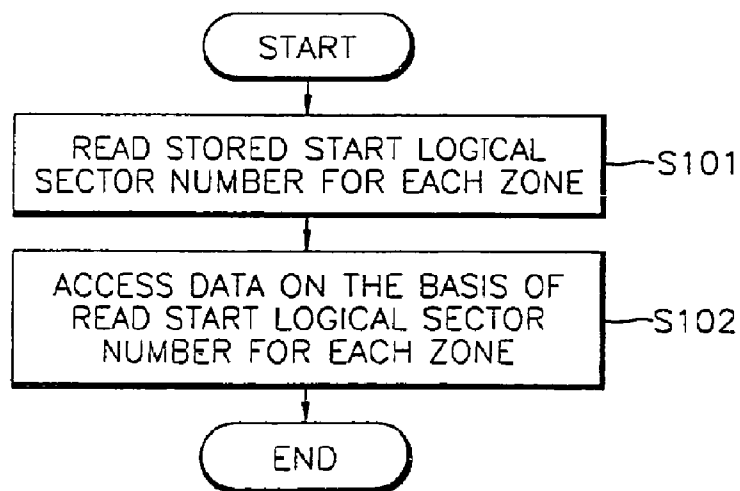 START
READ STORED START LOGICAL
SECTOR NUMBER FOR EACH ZONE
S101
ACCESS DATA ON THE BASIS OF
READ START LOGICAL SECTOR
NUMBER FOR EACH ZONE
S102
END